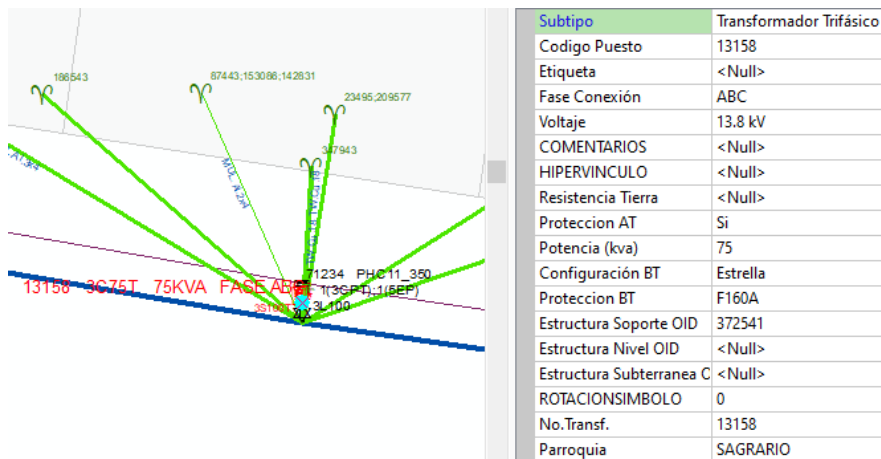 186543
87443;153086;142831
23495;209577
347943
MUL. Al.2x4
71234 PHC11_350
13158 3C75T 75KVA FASE
1(3CPT), 1(5EP)
3L100
Subtipo Transformador Trifásico
Codigo Puesto 13158
Etiqueta <Null>
Fase Conexión ABC
Voltaje 13.8 kV
COMENTARIOS <Null>
HIPERVINCULO <Null>
Resistencia Tierra <Null>
Proteccion AT Si
Potencia (kva) 75
Configuración BT Estrella
Proteccion BT F160A
Estructura Soporte OID 372541
Estructura Nivel OID <Null>
Estructura Subterranea O <Null>
ROTACIONSIMBOLO 0
No.Transf. 13158
Parroquia SAGRARIO